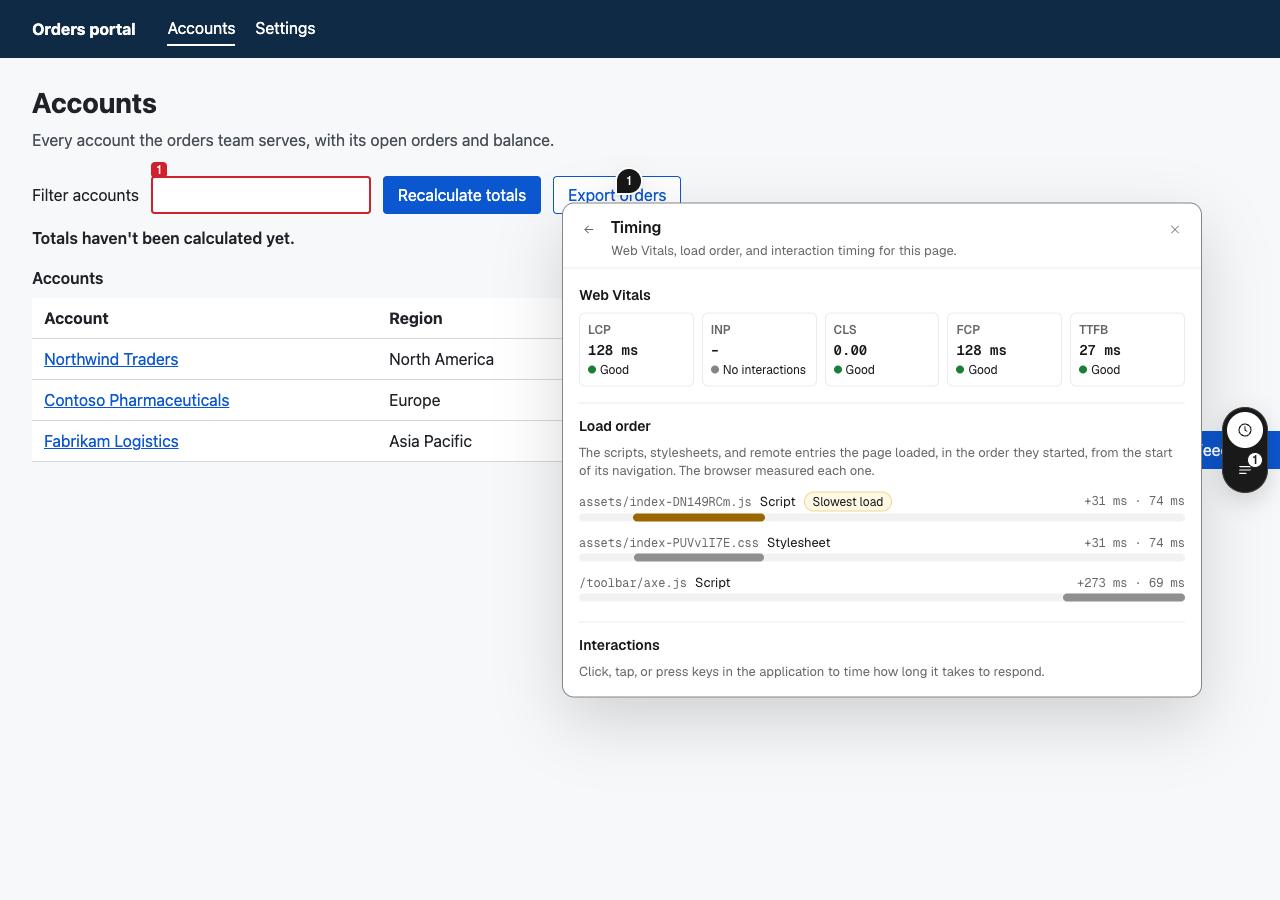 Orders portal Accounts Settings
Accounts
Every account the orders team serves, with its open orders and balance.
1
Filter accounts Recalculate totals Export orders
1
Totals haven't been calculated yet.
Accounts
Account Region
Northwind Traders North America
Contoso Pharmaceuticals Europe
Fabrikam Logistics Asia Pacific
Timing
Web Vitals, load order, and interaction timing for this page.
Web Vitals
LCP INP CLS FCP TTFB
128 ms – 0.00 128 ms 27 ms
Good No interactions Good Good Good
Load order
The scripts, stylesheets, and remote entries the page loaded, in the order they started, from the start
of its navigation. The browser measured each one.
assets/index-DN149RCm.js Script Slowest load +31 ms · 74 ms
assets/index-PUVvlI7E.css Stylesheet +31 ms · 74 ms
/toolbar/axe.js Script +273 ms · 69 ms
Interactions
Click, tap, or press keys in the application to time how long it takes to respond.
1